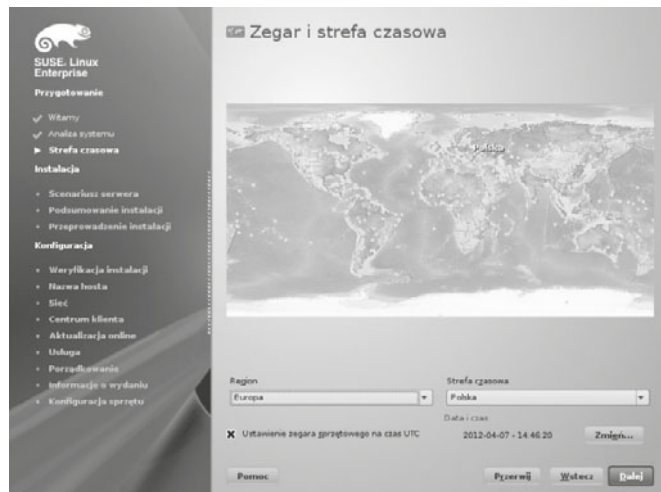 SUSE. Linux
Enterprise
Przygotowanie
Witamy
Analiza systemu
Strefa czasowa
Instalacja
Scenariusz serwera
Podsumowanie instalacji
Przeprowadzenie instalacji
Konfiguracja
Weryfikacja instalacji
Nazwa hosta
Sieć
Centrum klienta
Aktualizacja online
Usługa
Porządkowanie
Informacje o wydaniu
Konfiguracja sprzętu
Zegar i strefa czasowa
Polska
Region
Europa
Strefa czasowa
Polska
Ustawienie zegara sprzętowego na czas UTC
Data i czas
2012-04-07 - 14:46:20
Zmień...
Pomoc
Przerwij
Wstecz
Dalej